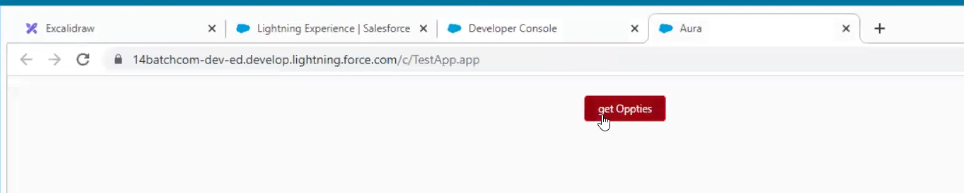 Excalidraw
Lightning Experience | Salesforce
Developer Console
Aura
14batchcom-dev-ed.develop.lightning.force.com/c/TestApp.app
get Oppties